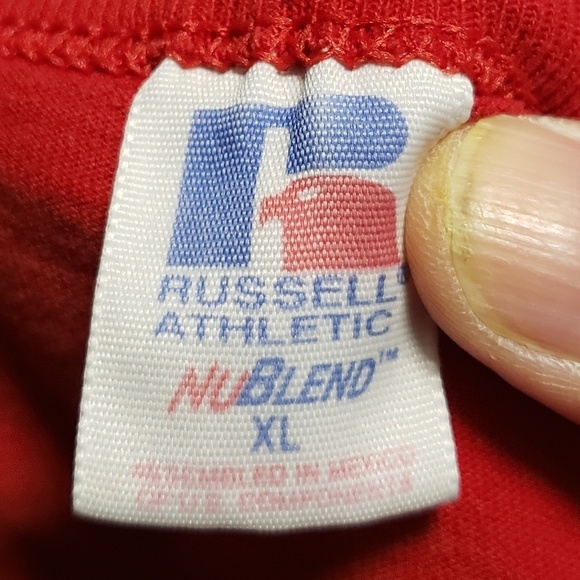 RUSSELL®
ATHLETIC
NUBLEND™
XL
ASSEMBLED IN MEXICO
OF U.S. COMPONENTS